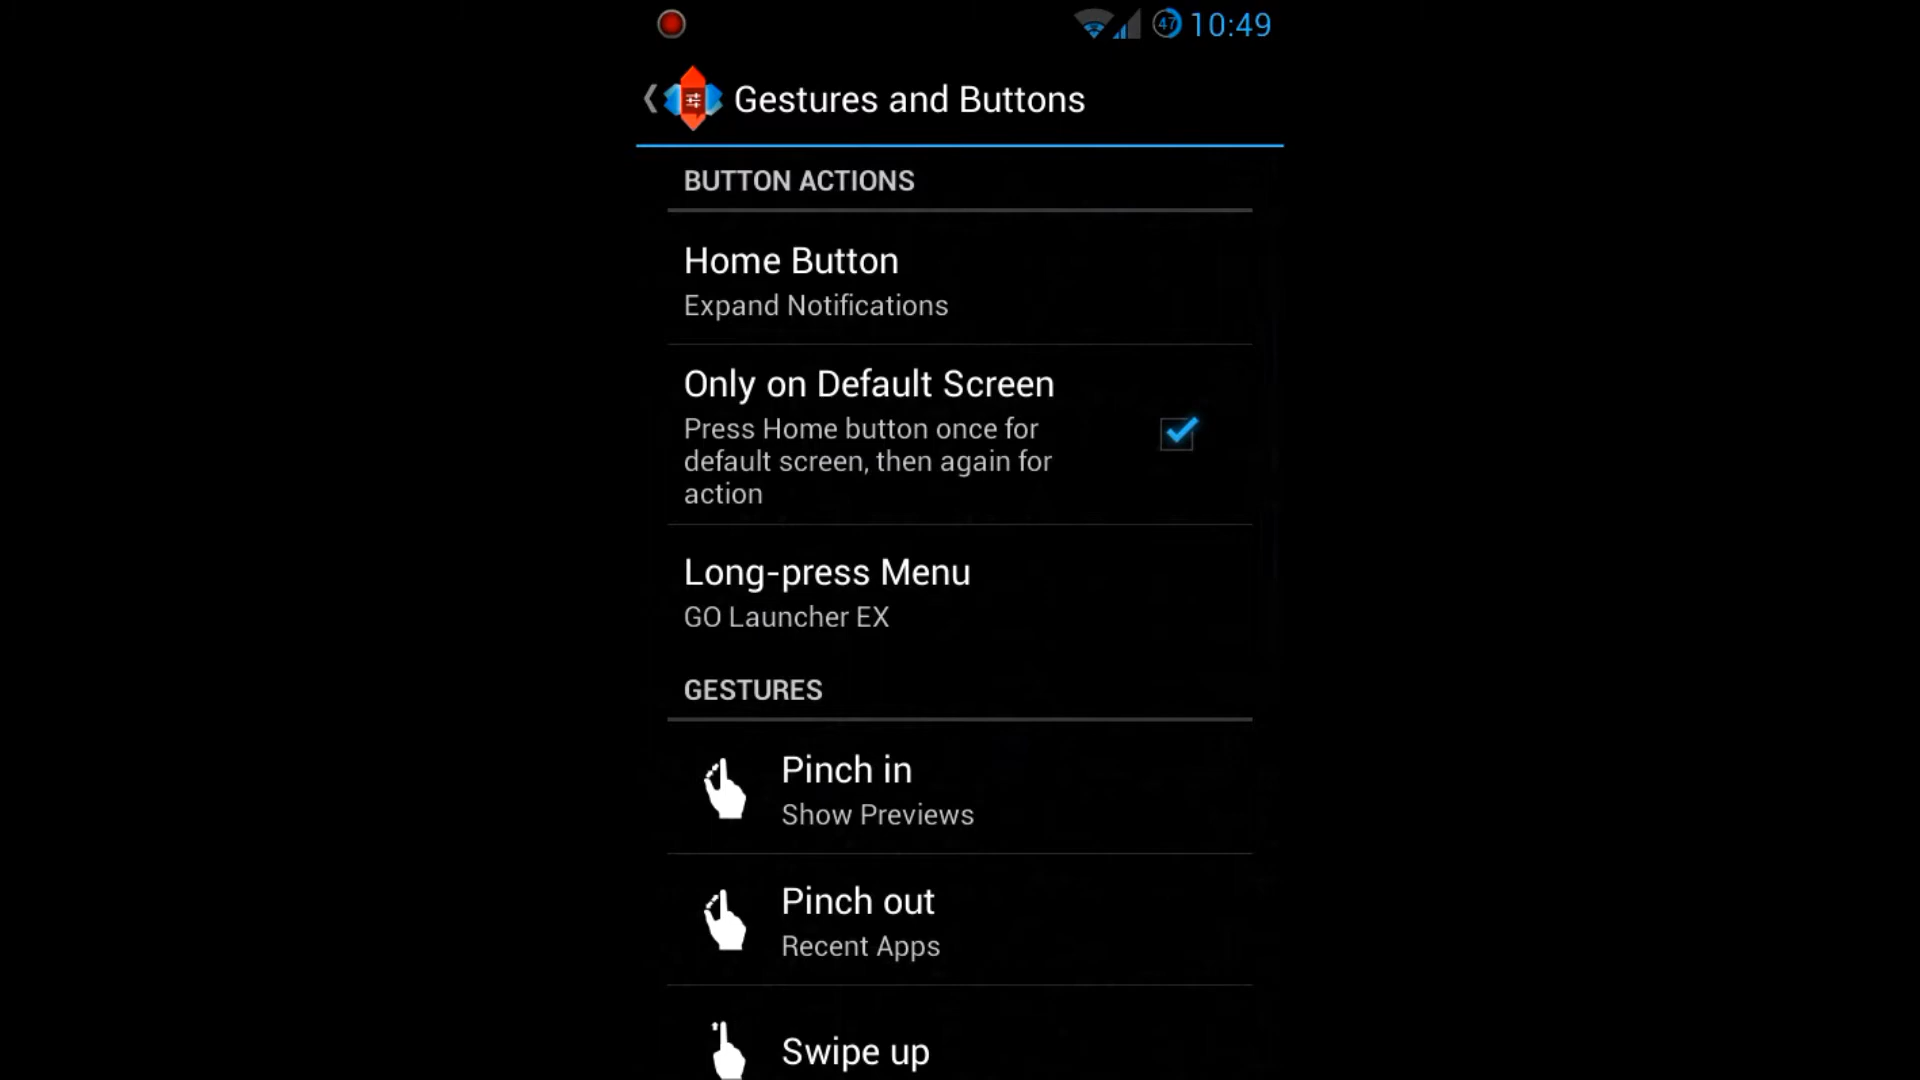 47 10:49
Gestures and Buttons
BUTTON ACTIONS
Home Button
Expand Notifications
Only on Default Screen
Press Home button once for
default screen, then again for
action
Long-press Menu
GO Launcher EX
GESTURES
Pinch in
Show Previews
Pinch out
Recent Apps
Swipe up